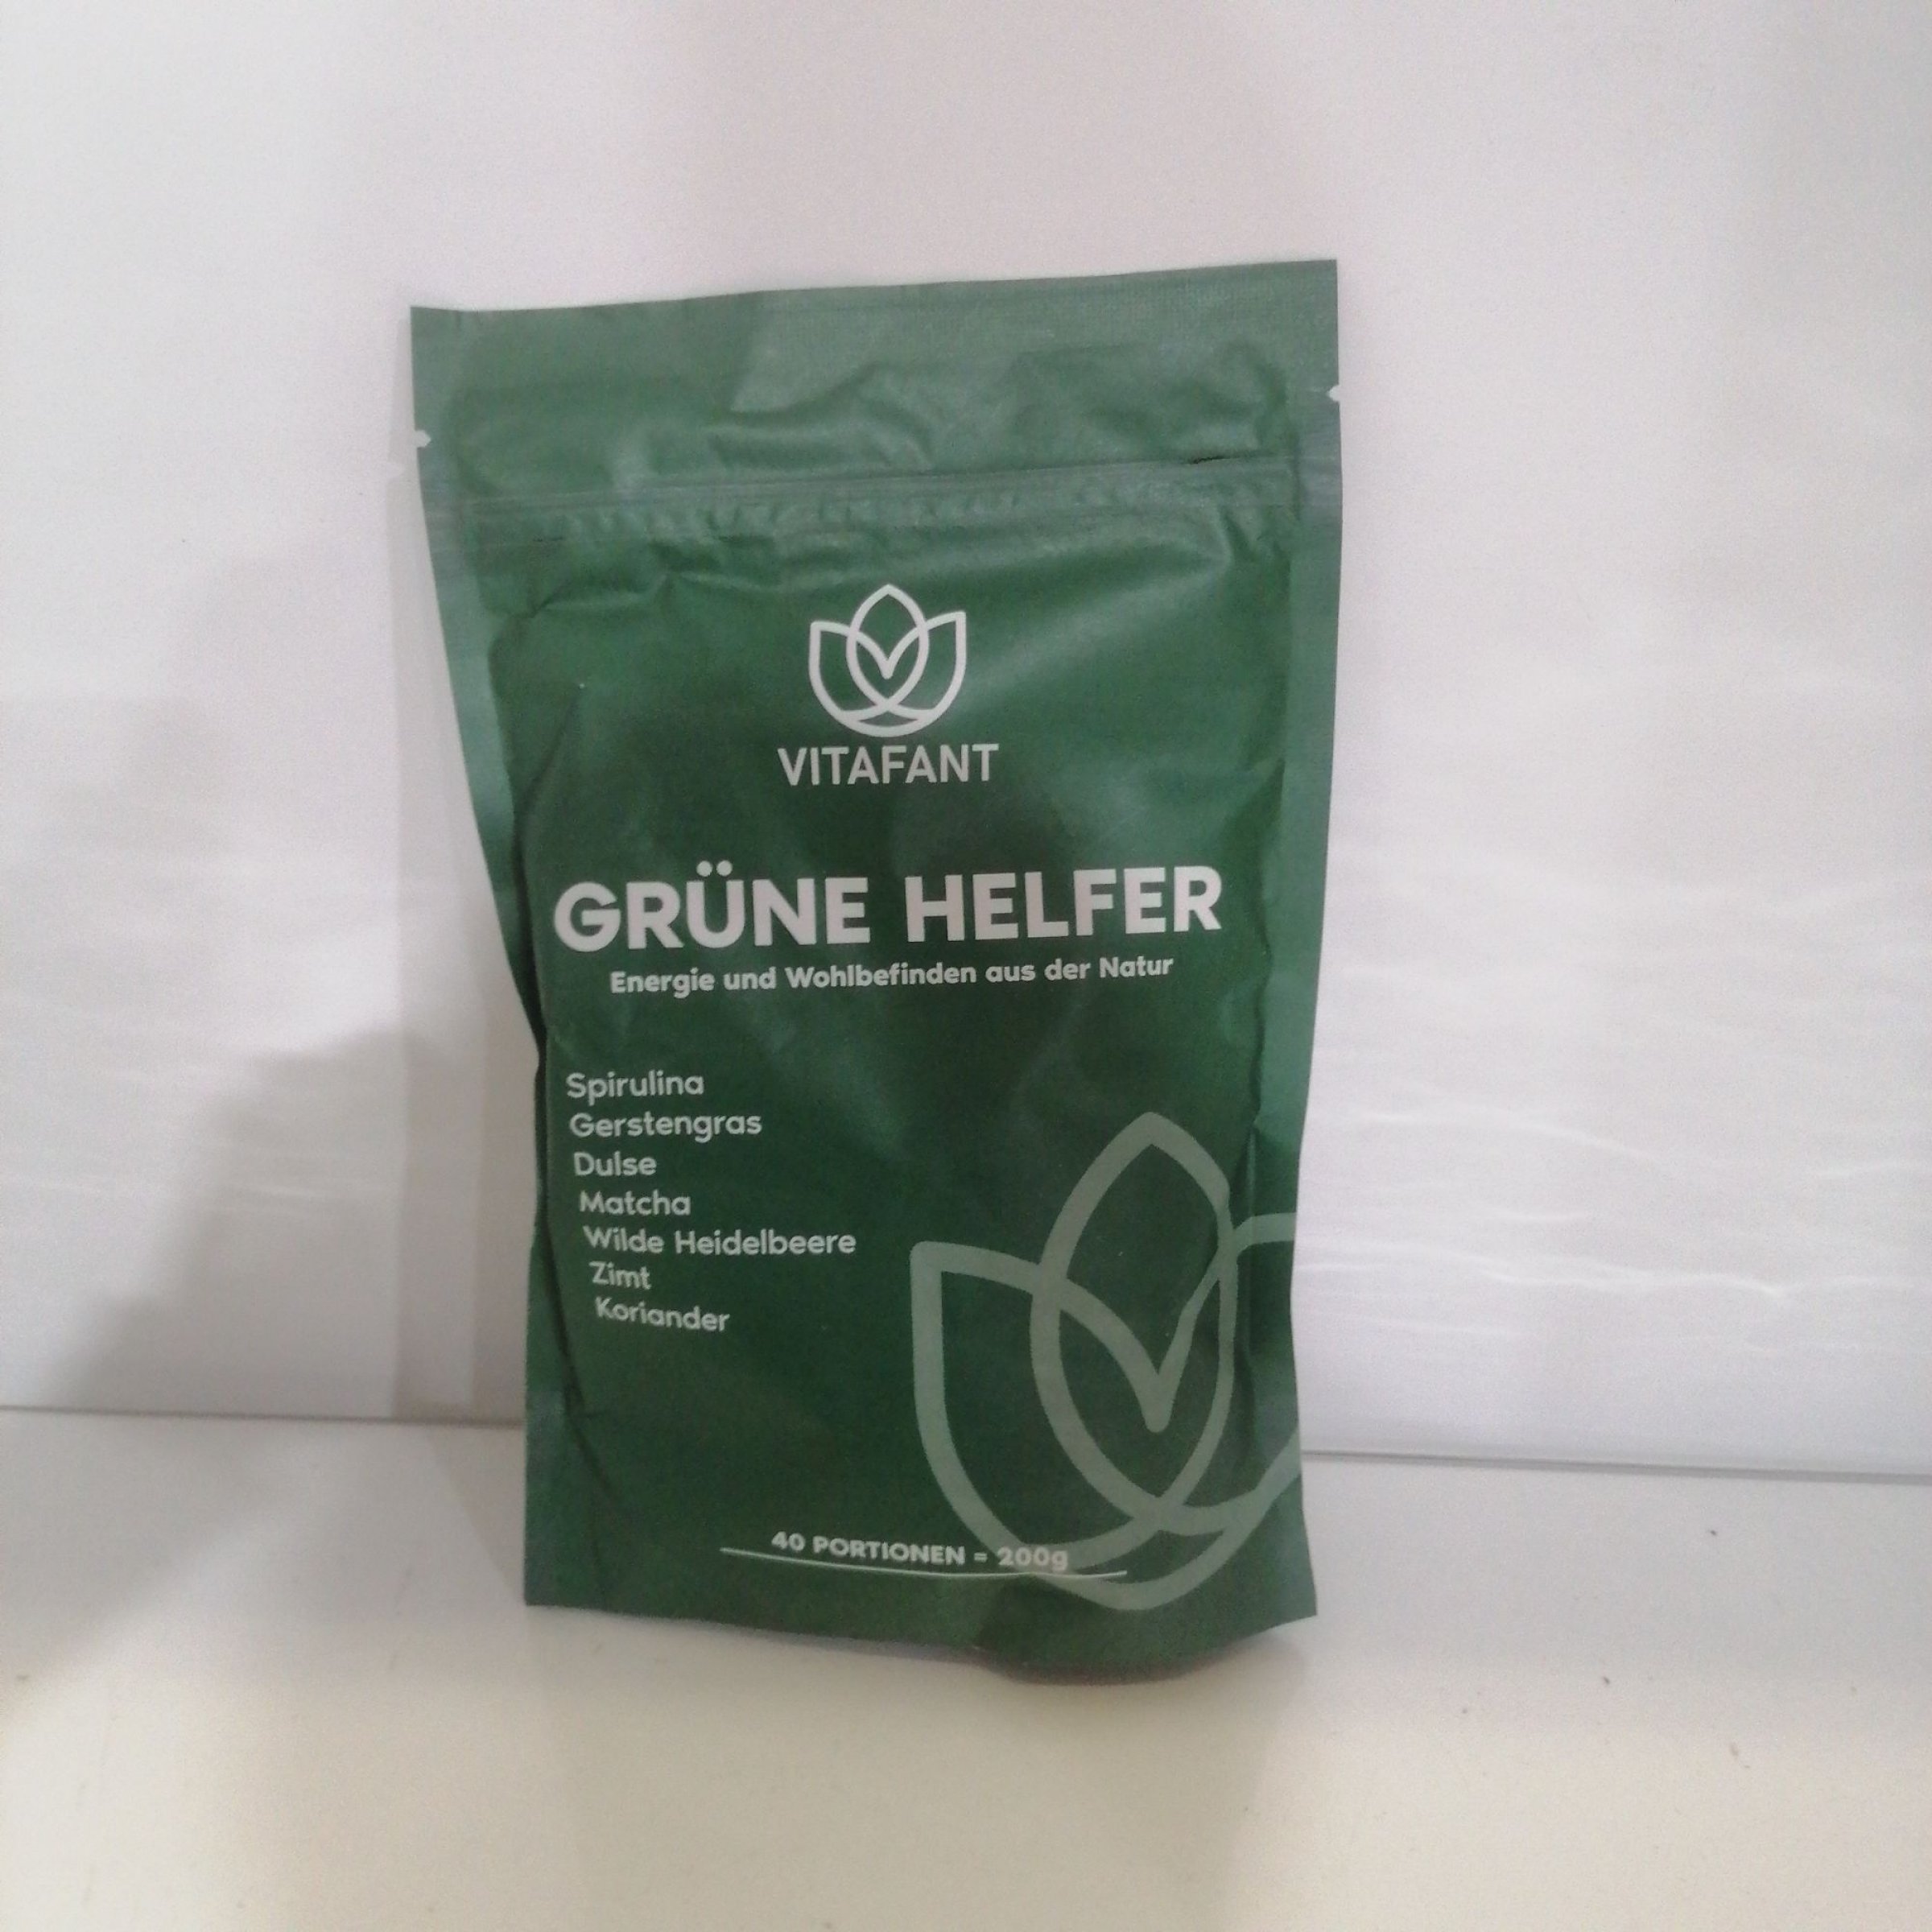 VITAFANT
GRÜNE HELFER
Energie und Wohlbefinden aus der Natur
Spirulina
Gerstengras
Dulse
Matcha
Wilde Heidelbeere
Zimt
Koriander
40 PORTIONEN = 200g